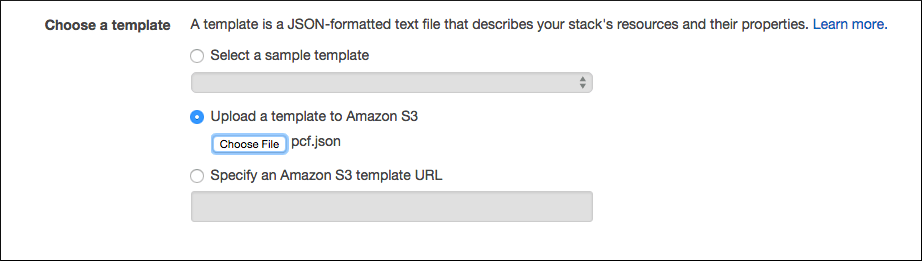 Choose a template A template is a JSON-formatted text file that describes your stack's resources and their properties. Learn more.
Select a sample template
Upload a template to Amazon S3
Choose File pcf.json
Specify an Amazon S3 template URL